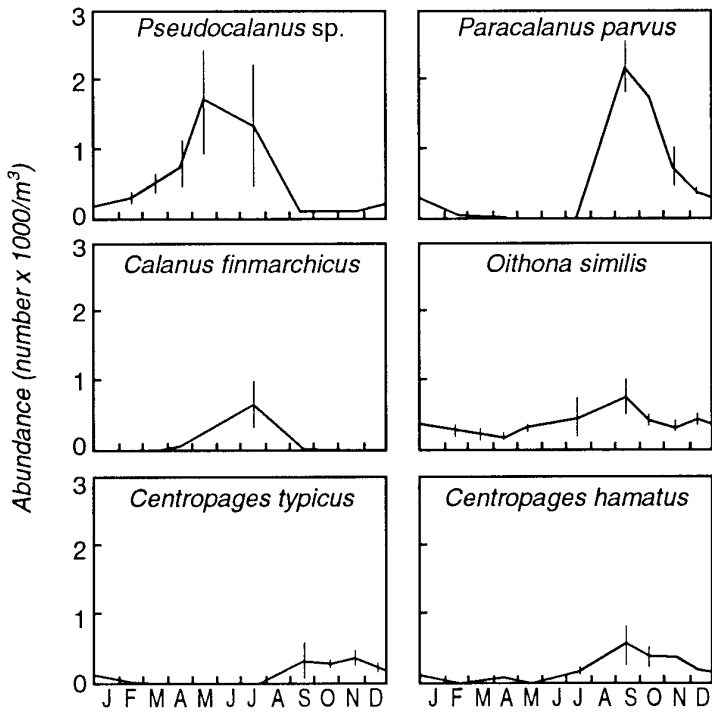 Abundance (number x 1000/m³)
Pseudocalanus sp.
3
2
1
0
Paracalanus parvus
Calanus finmarchicus
3
2
1
0
Oithona similis
Centropages typicus
3
2
1
0
J F M A M J J A S O N D
Centropages hamatus
J F M A M J J A S O N D